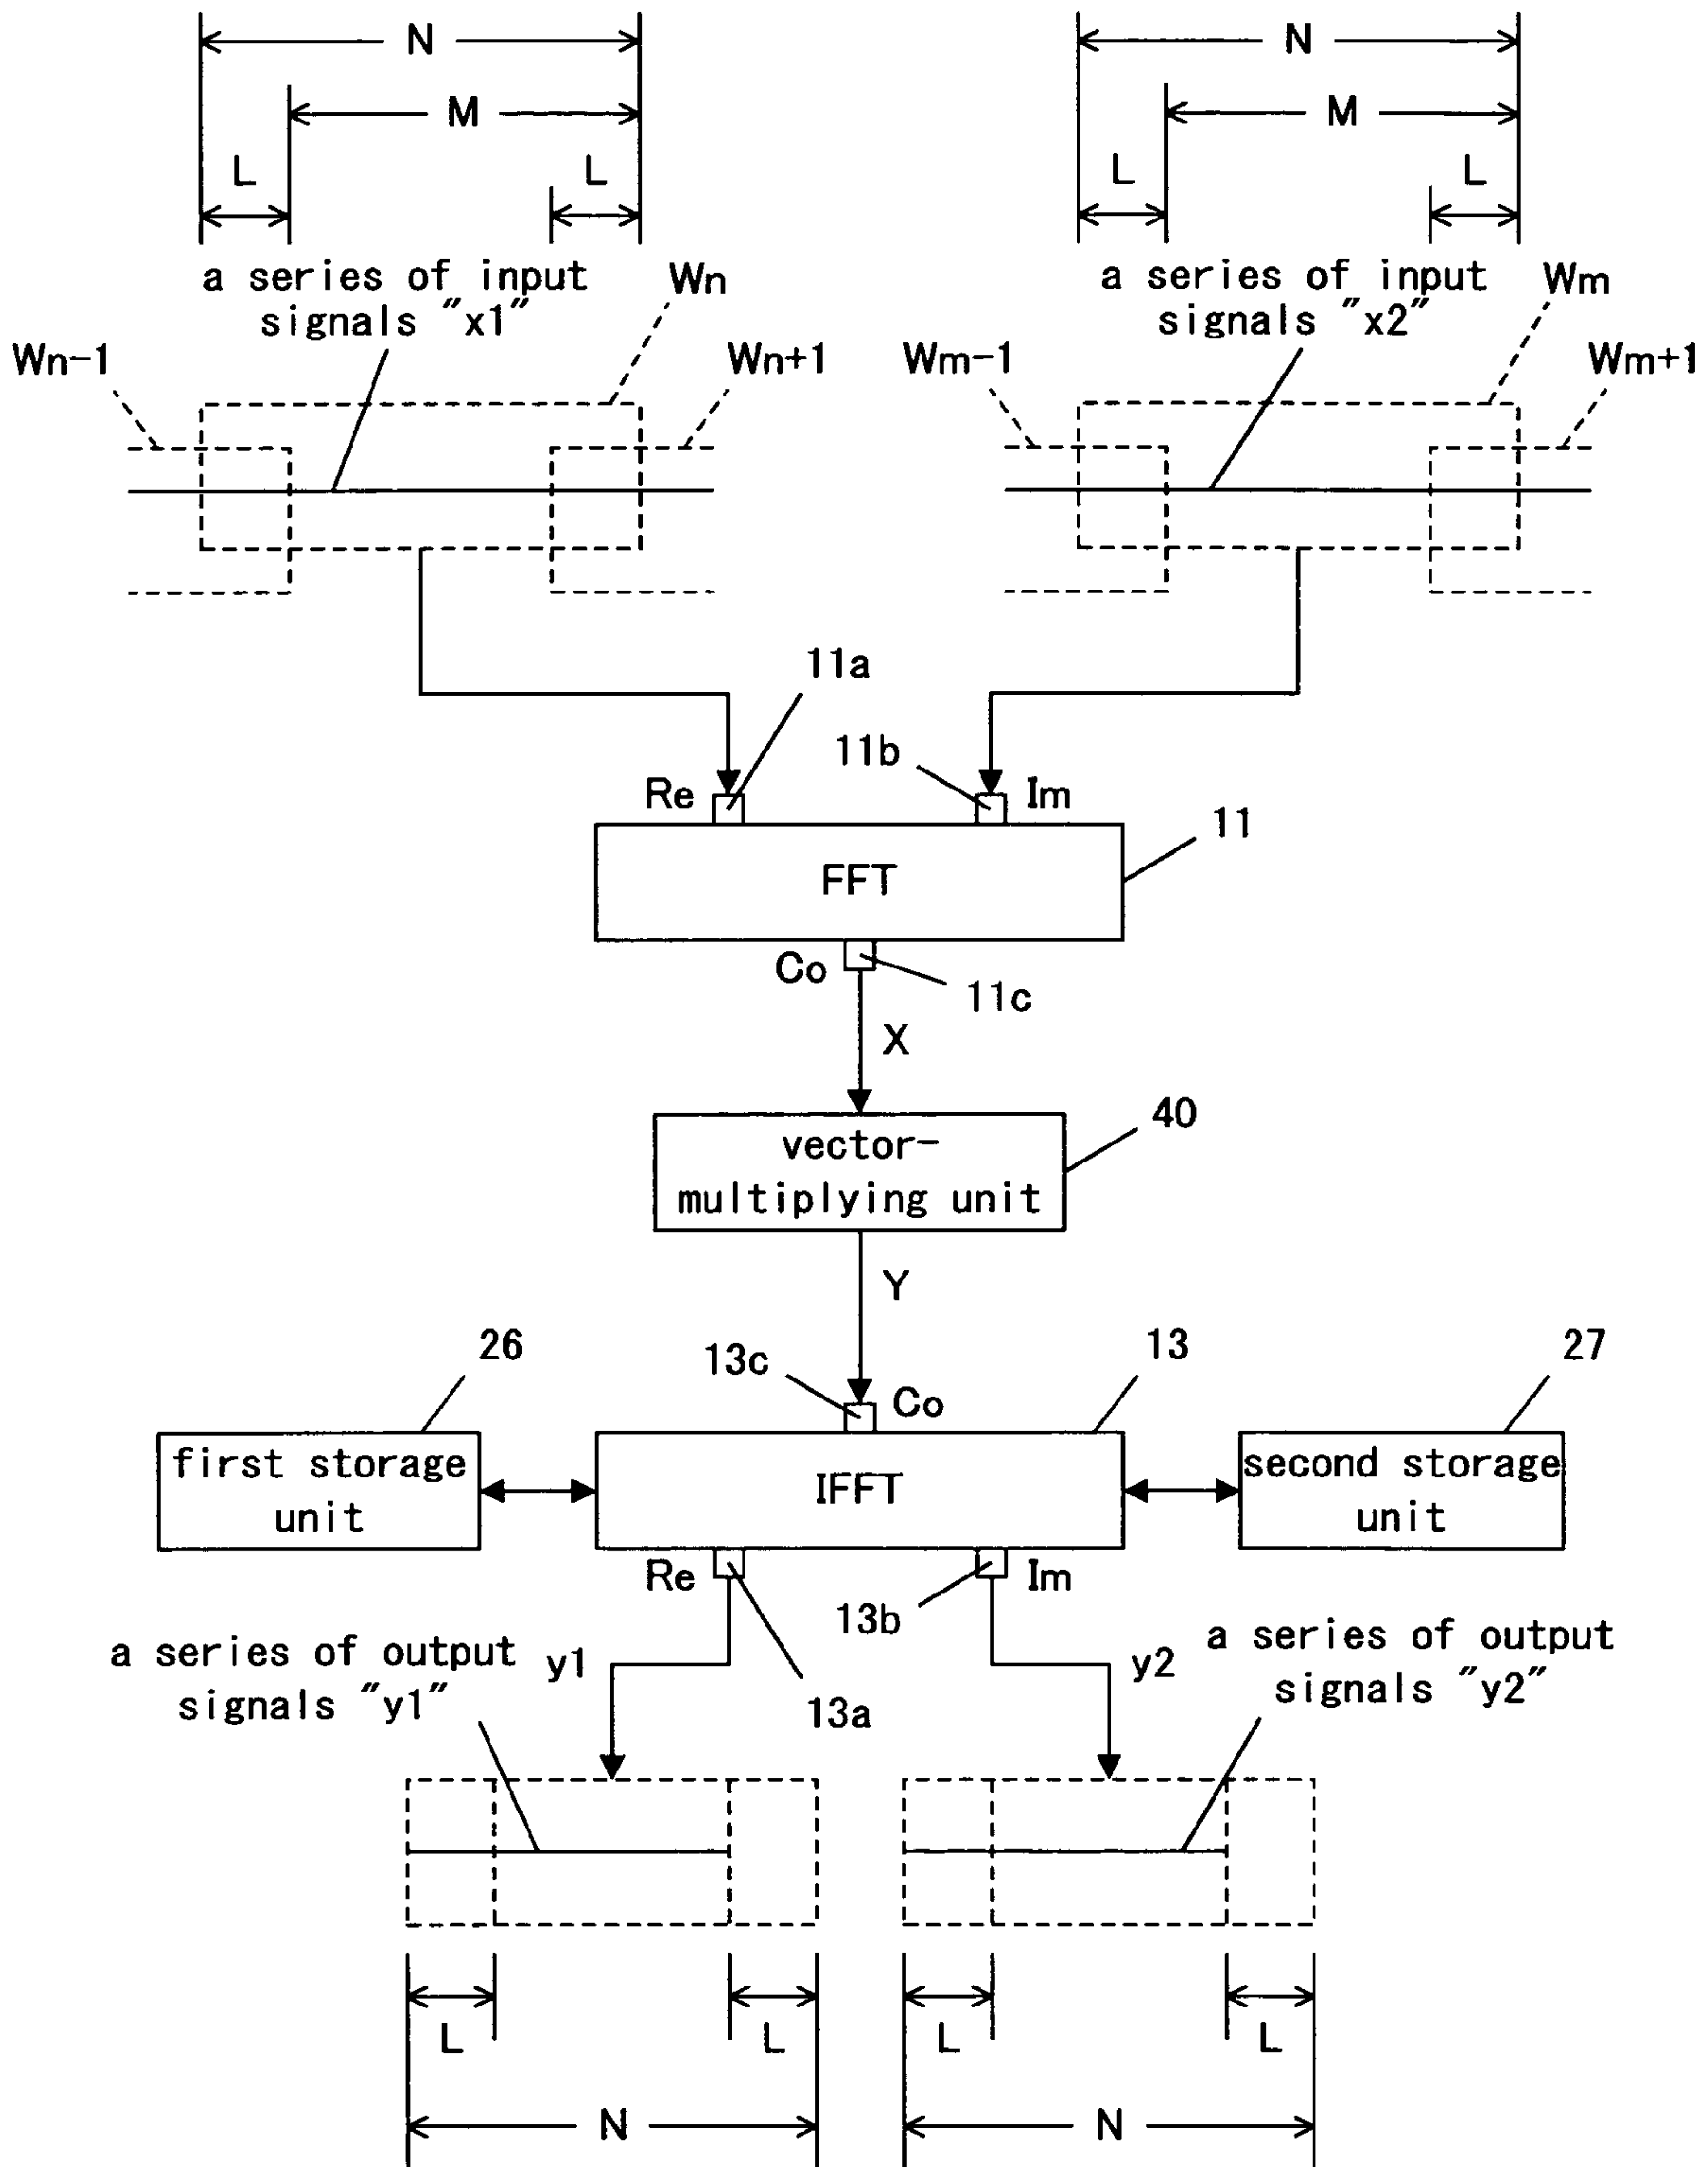 N
N
M
M
L
L
L
L
a series of input
signals "x1"
Wn
a series of input
signals "x2"
Wm
Wn-1
Wn+1
Wm-1
Wm+1
11a
11b
Re
Im
11
FFT
Co
11c
X
40
vector-
multiplying unit
Y
26
13c
13
27
Co
first storage
unit
IFFT
second storage
unit
Re
Im
13b
a series of output
signals "y1"
y1
y2
a series of output
signals "y2"
13a
L
L
L
L
N
N